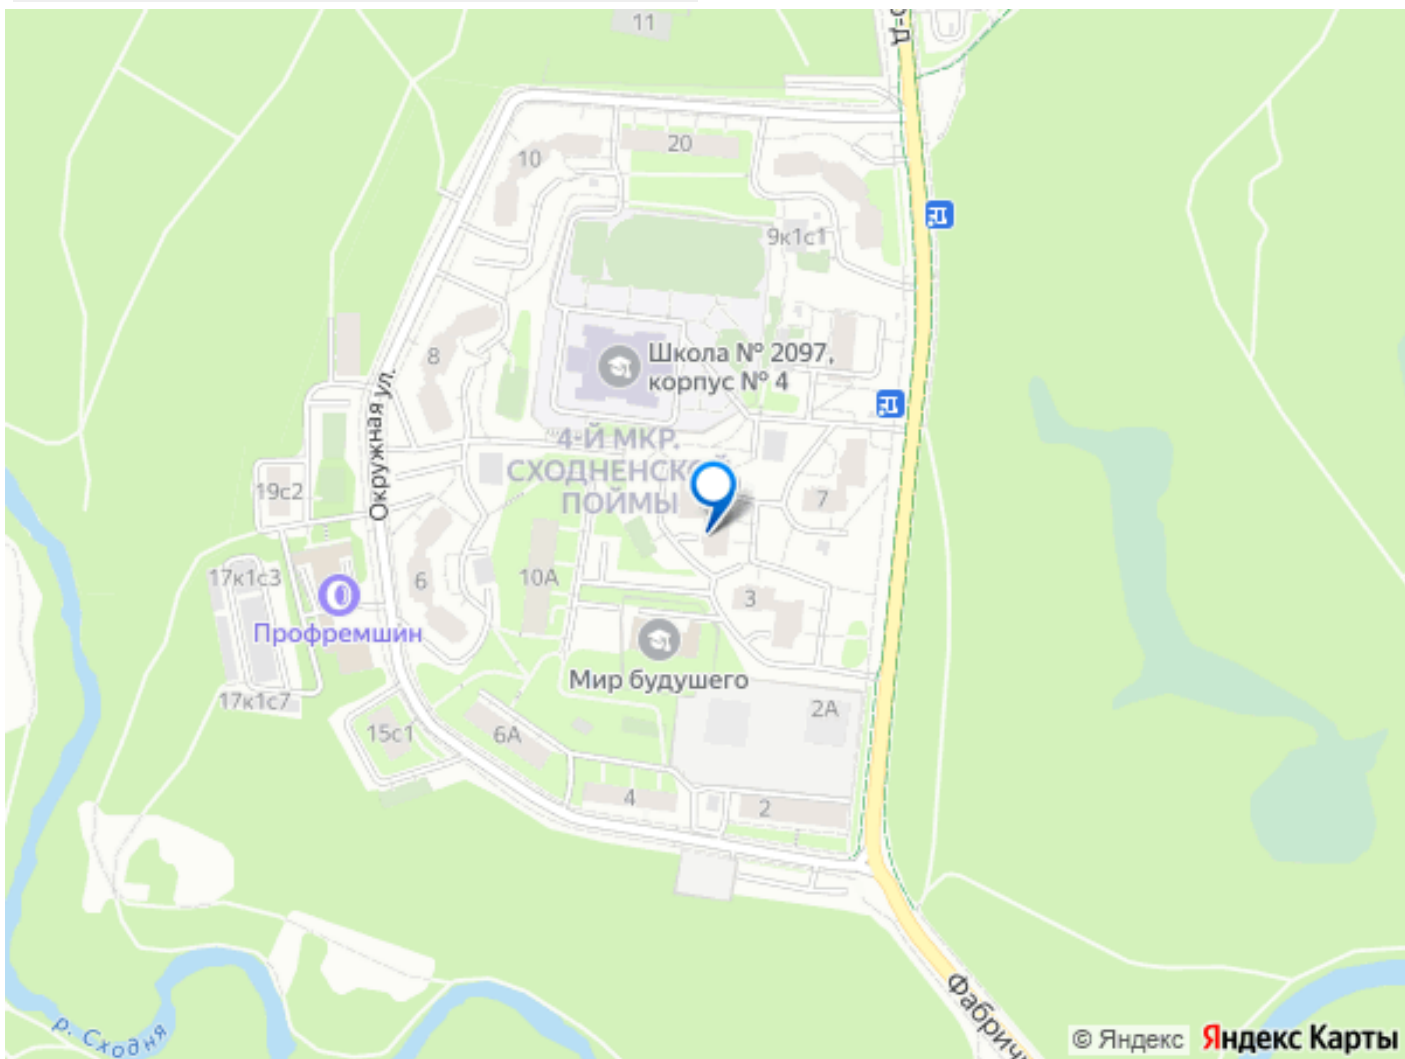 11
р-д
20
10
9к1с1
8
Школа № 2097,
корпус № 4
Окружная ул.
4-Й МКР.
СХОДНЕНСКОЙ
ПОЙМЫ
19с2
7
17к1с3
6
10А
3
Профремшин
Мир будущего
17к1с7
15с1
6А
2А
4
2
р. Сходня
Фабрич
© Яндекс
Яндекс Карты